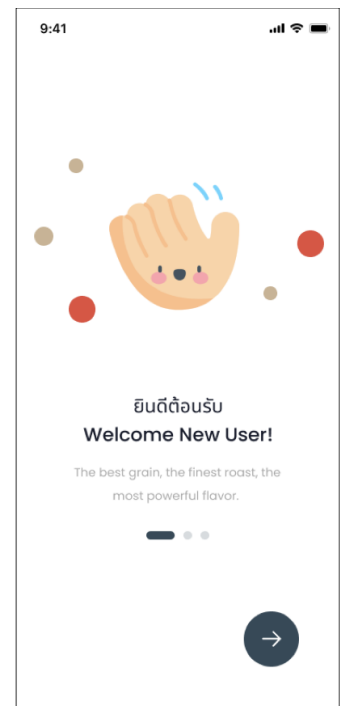 9:41
ยินดีต้อนรับ
Welcome New User!
The best grain, the finest roast, the
most powerful flavor.